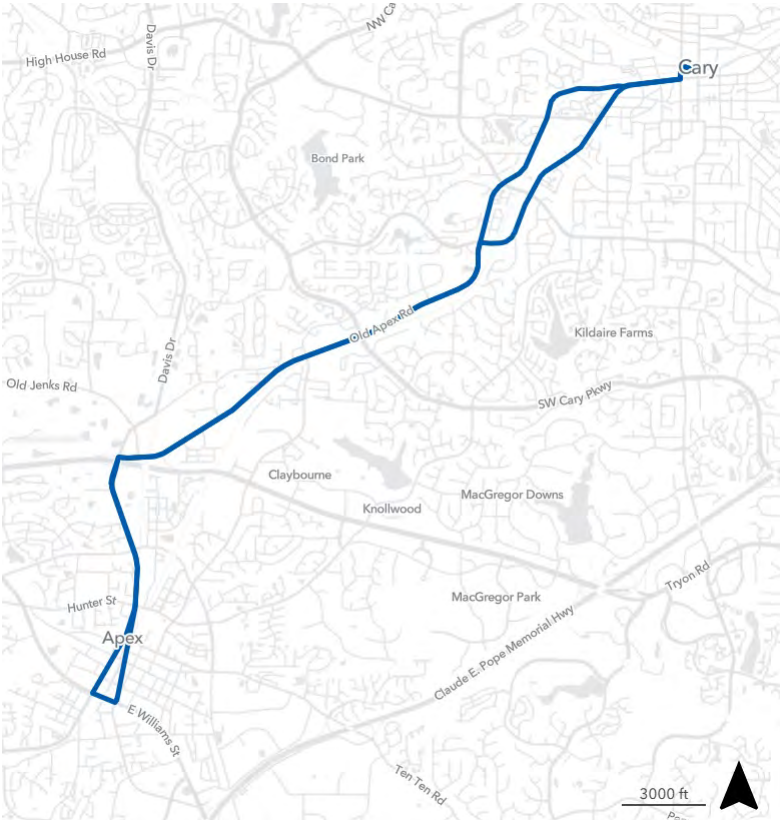 NW Ca
Davis Dr
High House Rd
Cary
Bond Park
Old Apex Rd
Kildaire Farms
Davis Dr
Old Jenks Rd
SW Cary Pkwy
Claybourne
MacGregor Downs
Knollwood
Tryon Rd
MacGregor Park
Hunter St
Apex
Claude E. Pope Memorial Hwy
E Williams St
Ten Ten Rd
3000 ft